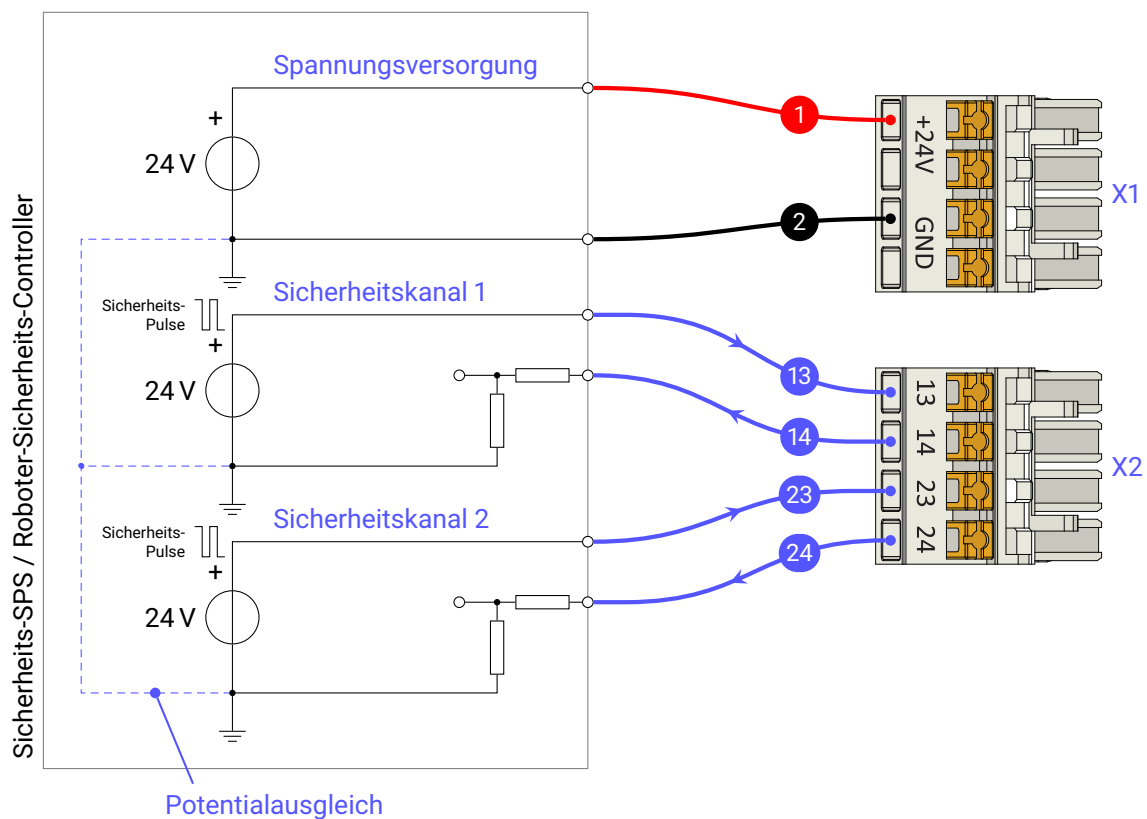 Sicherheits-SPS / Roboter-Sicherheits-Controller
Spannungsversorgung
+
24 V
1
2
+24V
GND
X1
Sicherheitskanal 1
Sicherheits-
Pulse
+
24 V
13
14
13
14
23
24
X2
Sicherheitskanal 2
Sicherheits-
Pulse
+
24 V
23
24
Potentialausgleich